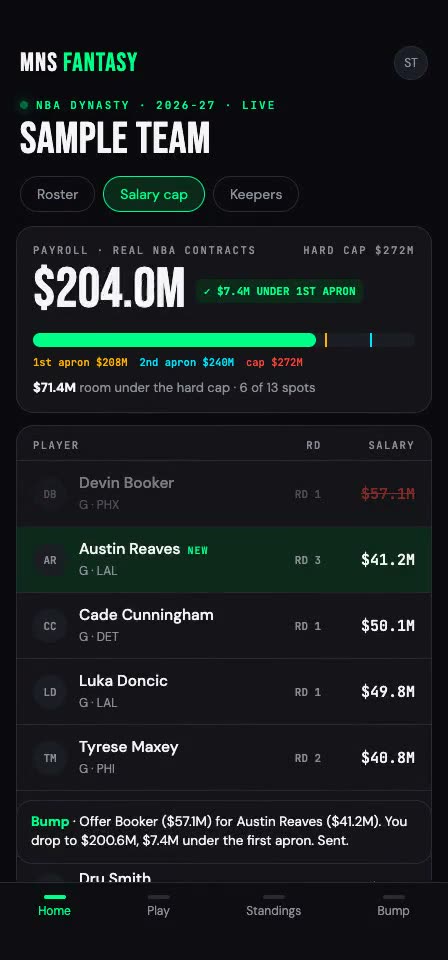 MNS FANTASY
ST
NBA DYNASTY · 2026-27 · LIVE
SAMPLE TEAM
Roster
Salary cap
Keepers
PAYROLL · REAL NBA CONTRACTS
HARD CAP $272M
$204.0M
✓ $7.4M UNDER 1ST APRON
1st apron $208M 2nd apron $240M cap $272M
$71.4M room under the hard cap · 6 of 13 spots
PLAYER RD SALARY
DB
Devin Booker
G · PHX
RD 1
$57.1M
AR
Austin Reaves NEW
G · LAL
RD 3
$41.2M
CC
Cade Cunningham
G · DET
RD 1
$50.1M
LD
Luka Doncic
G · LAL
RD 1
$49.8M
TM
Tyrese Maxey
G · PHI
RD 2
$40.8M
Bump · Offer Booker ($57.1M) for Austin Reaves ($41.2M). You
drop to $200.6M, $7.4M under the first apron. Sent.
Dru Smith
Home
Play
Standings
Bump